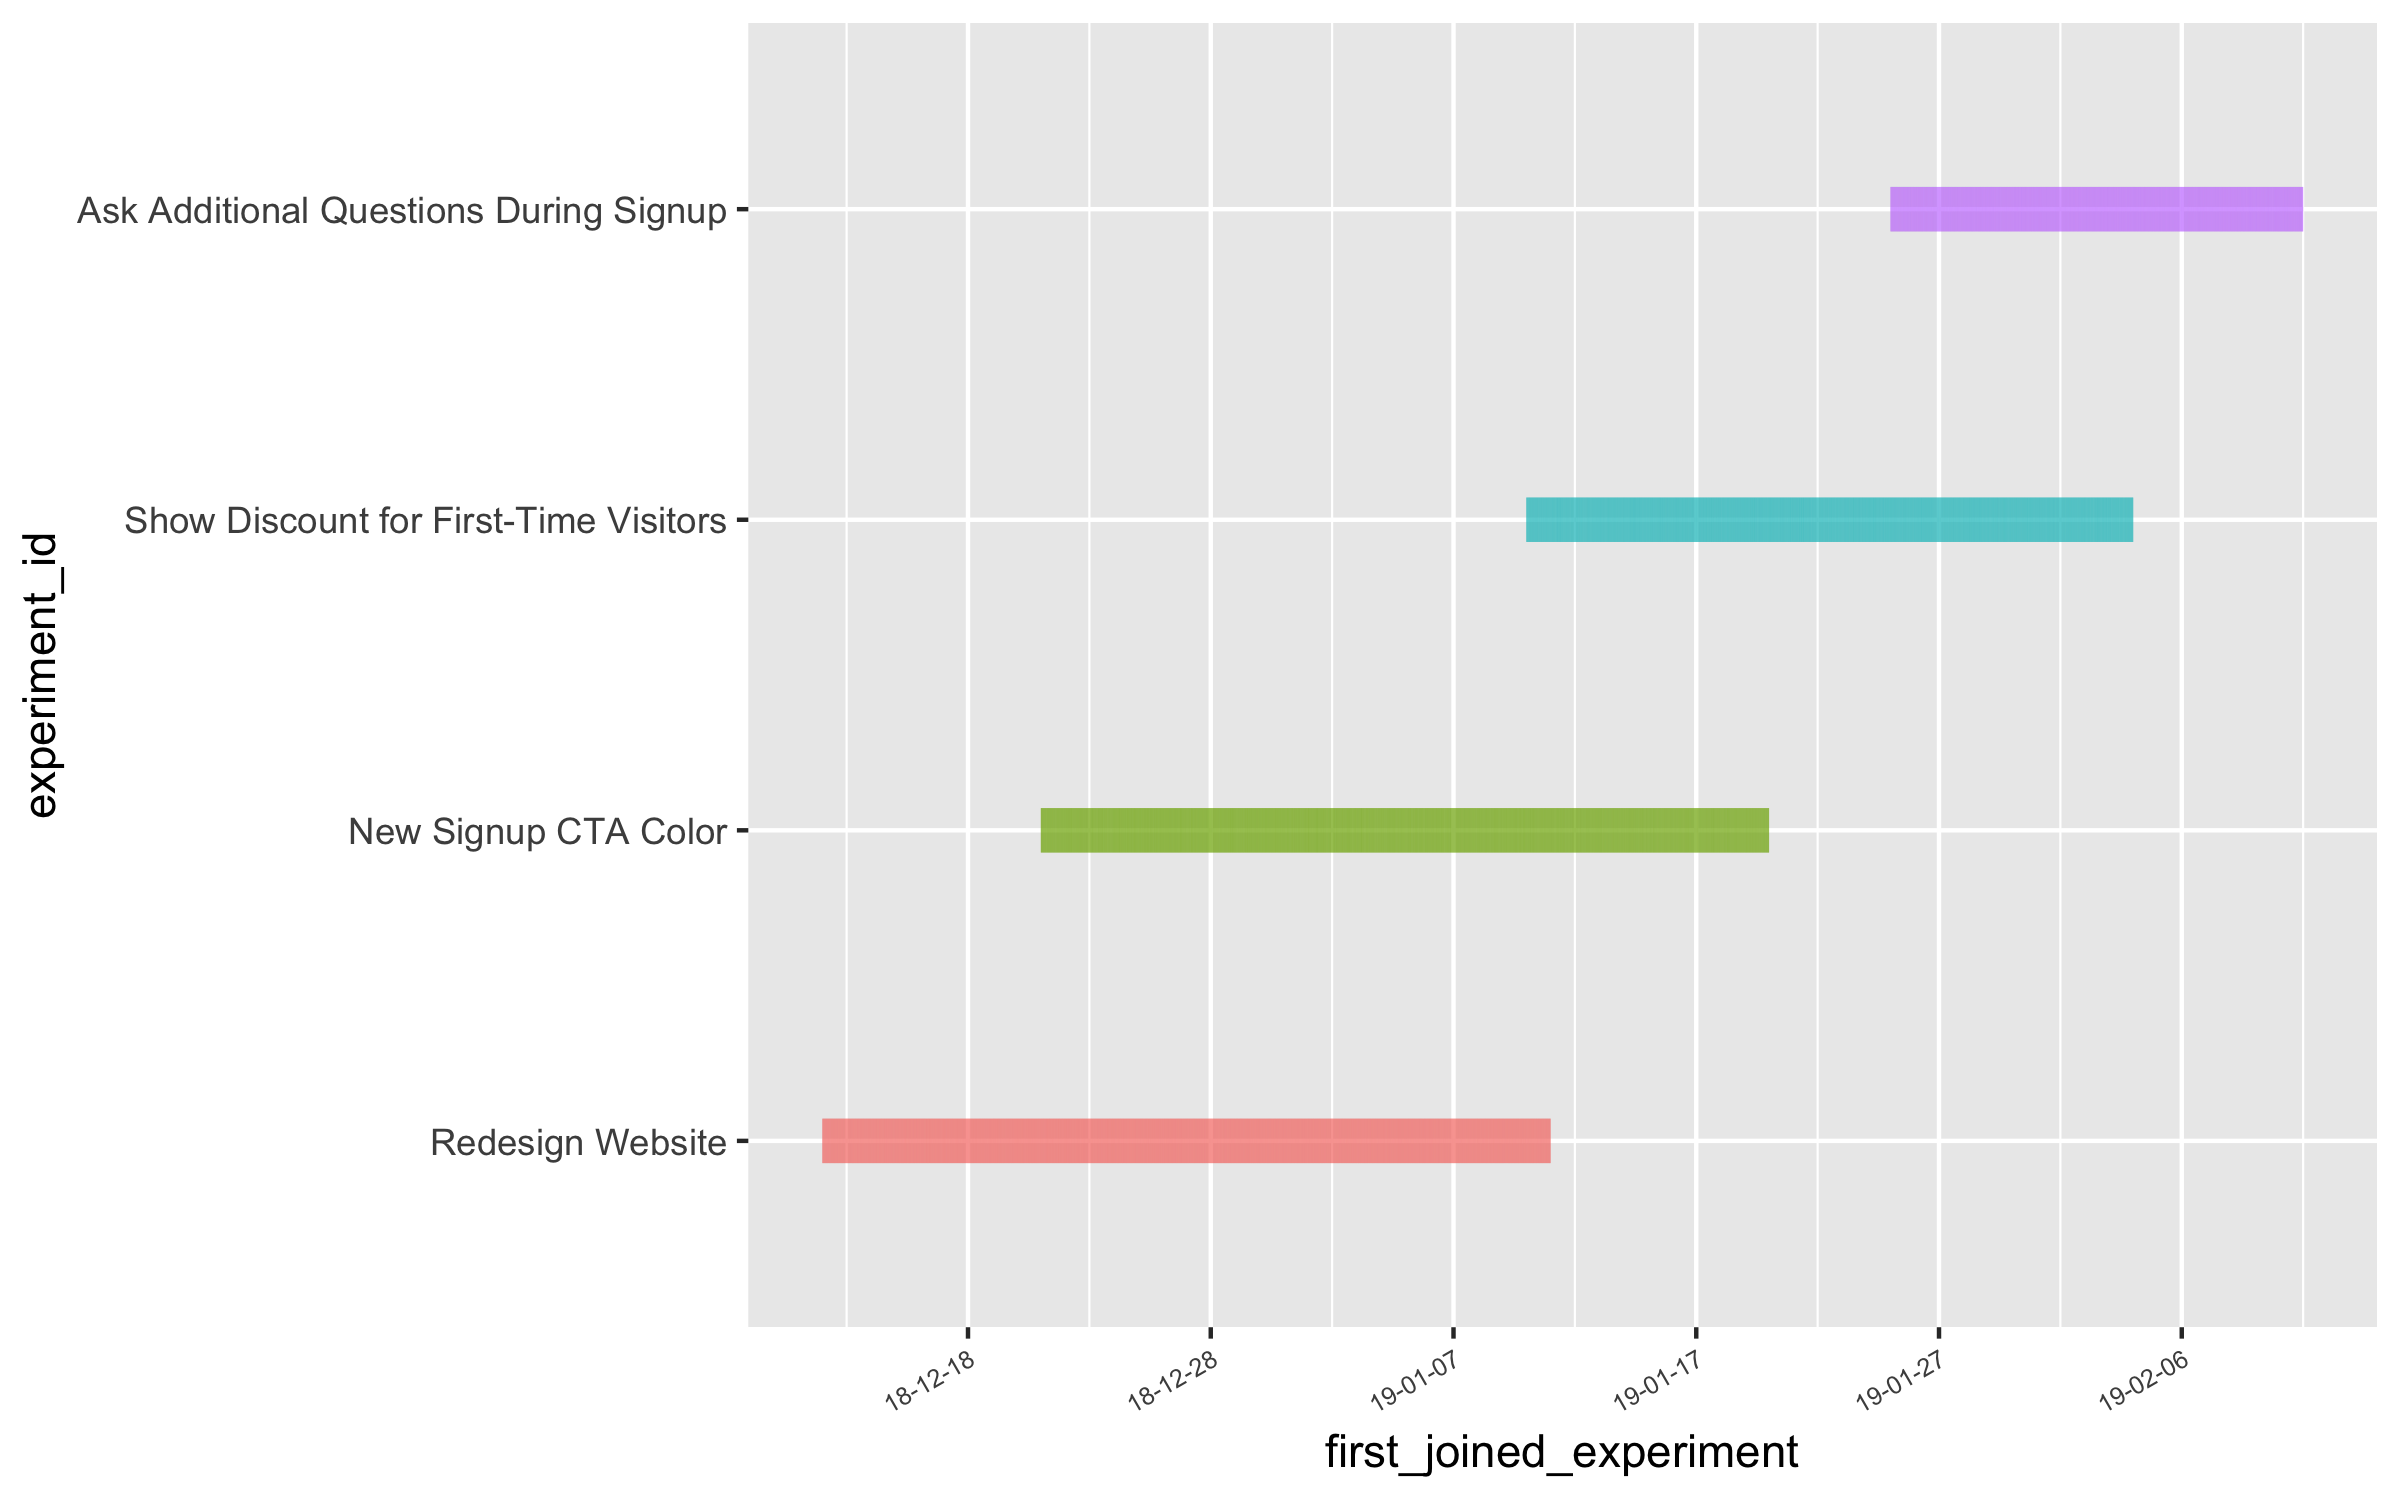 experiment_id
Ask Additional Questions During Signup
Show Discount for First-Time Visitors
New Signup CTA Color
Redesign Website
18-12-18
18-12-28
19-01-07
19-01-17
19-01-27
19-02-06
first_joined_experiment